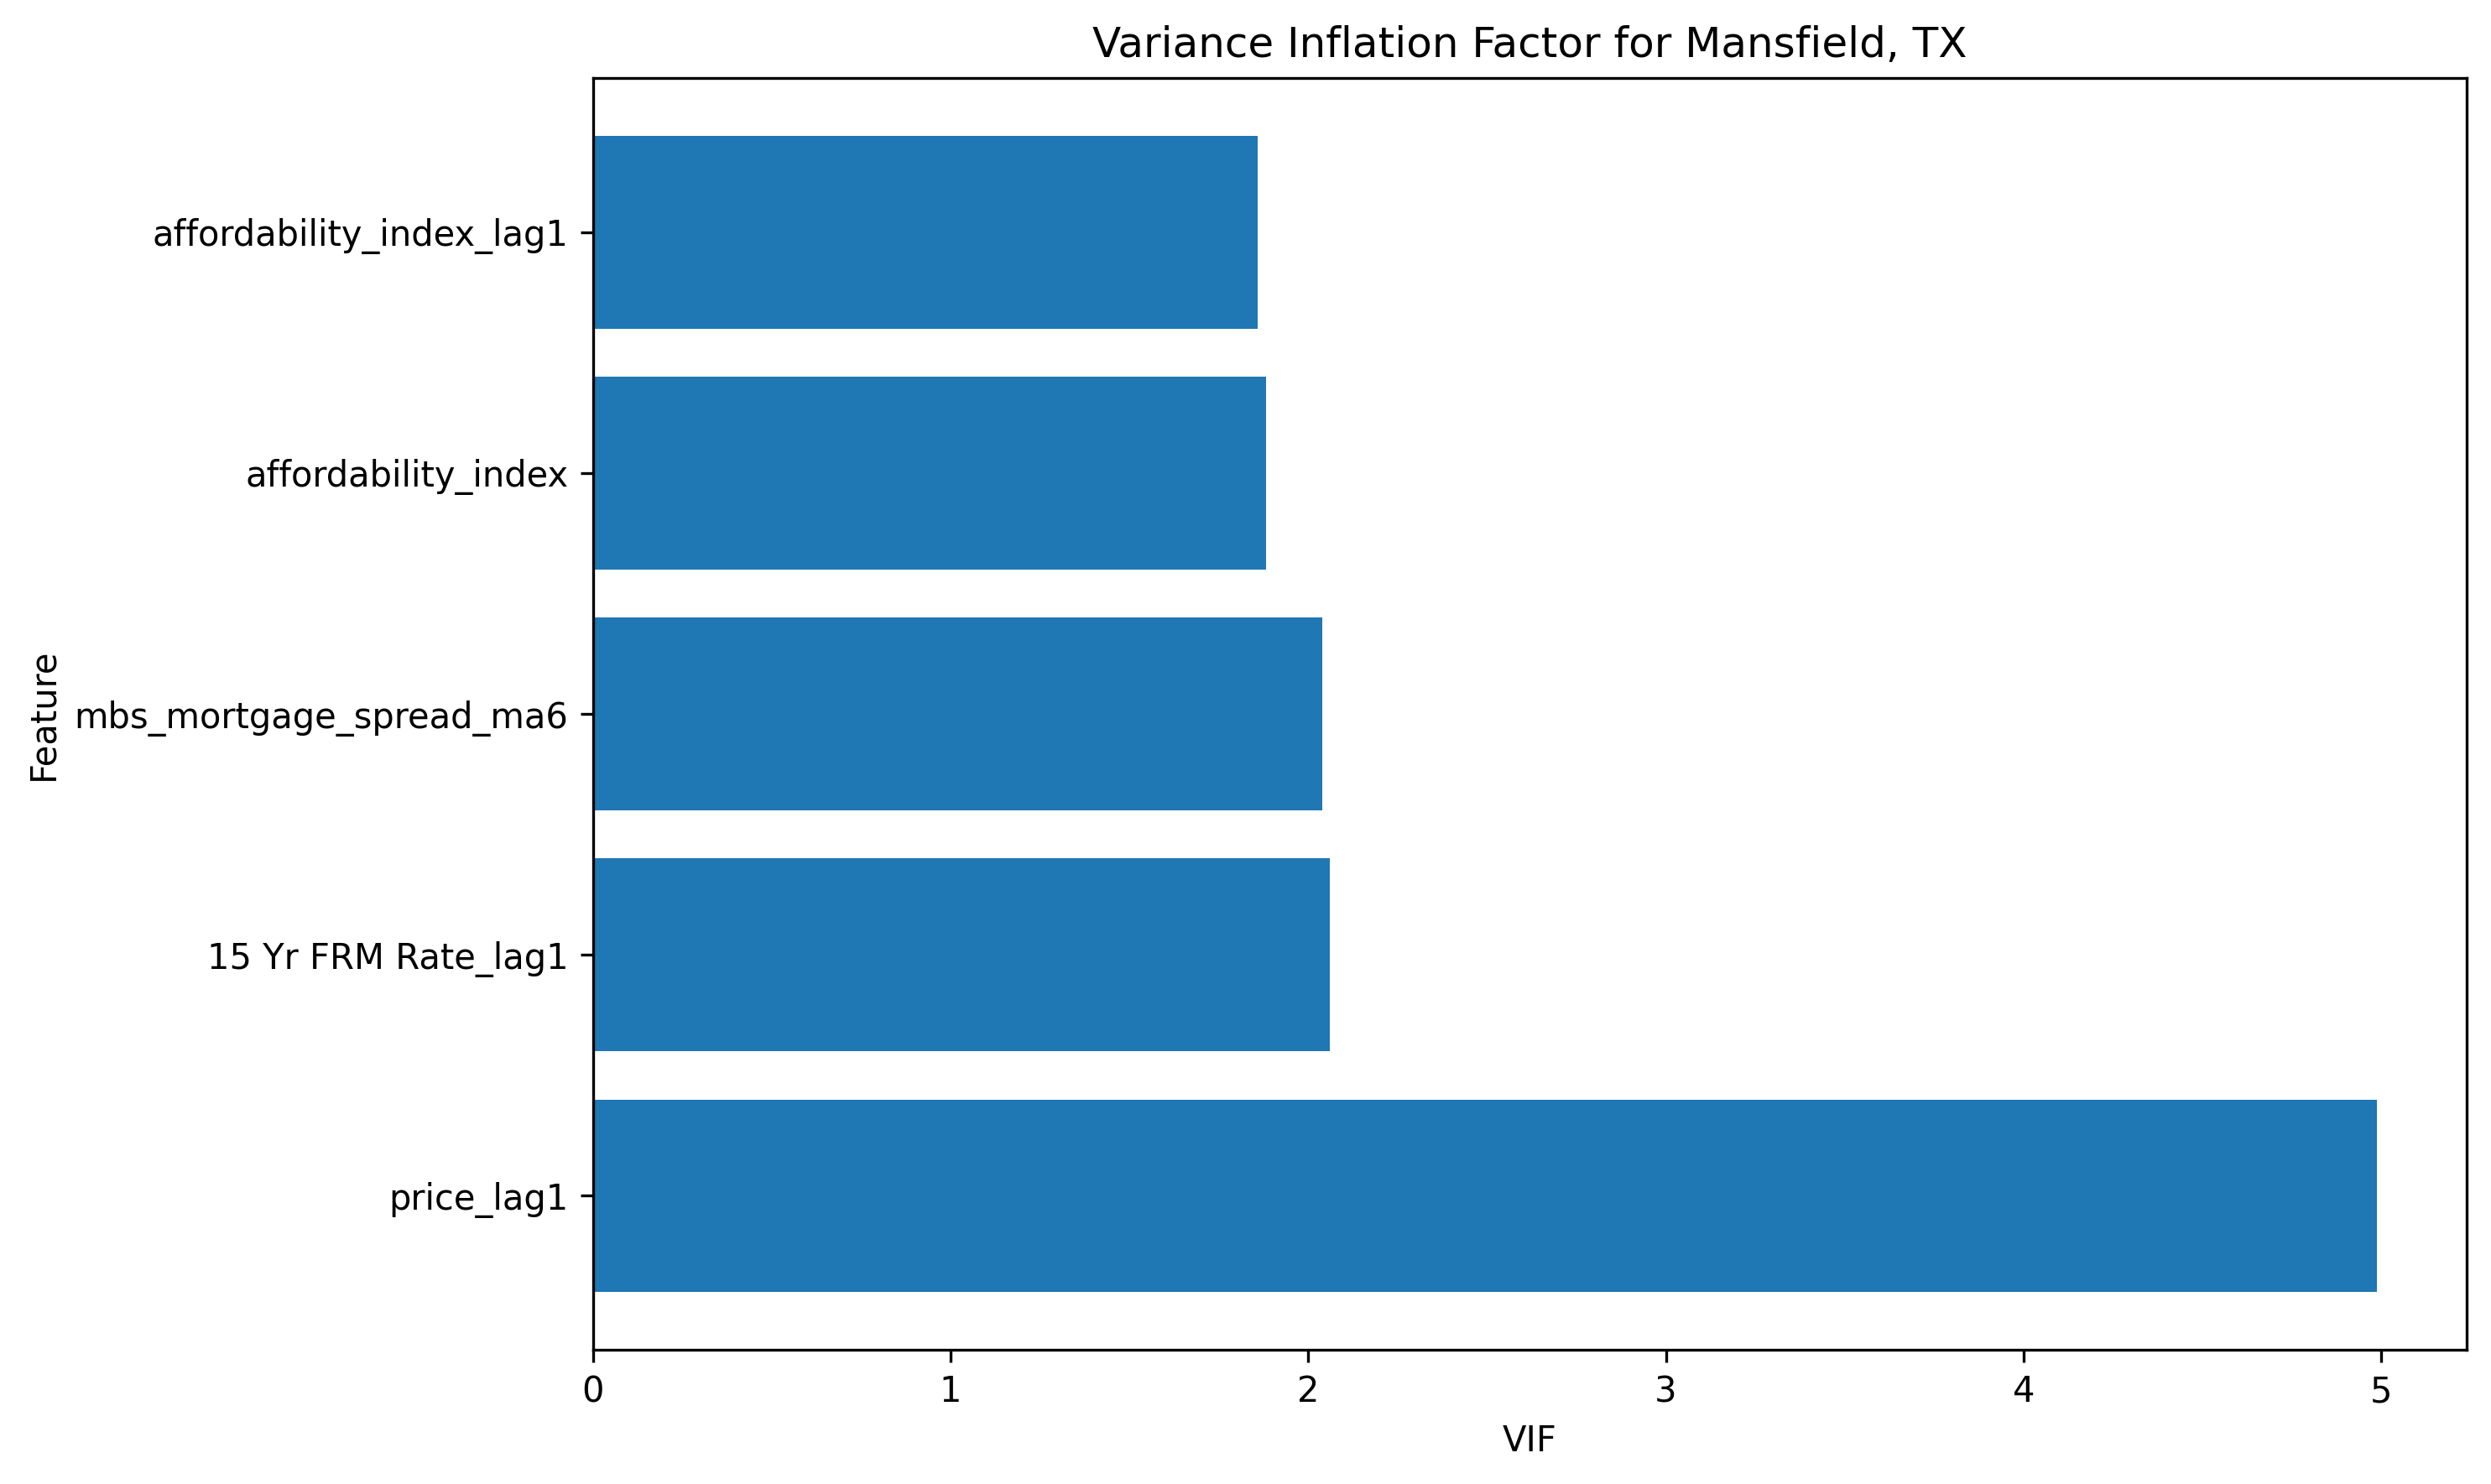 Variance Inflation Factor for Mansfield, TX
Feature
affordability_index_lag1
affordability_index
mbs_mortgage_spread_ma6
15 Yr FRM Rate_lag1
price_lag1
0 1 2 3 4 5
VIF